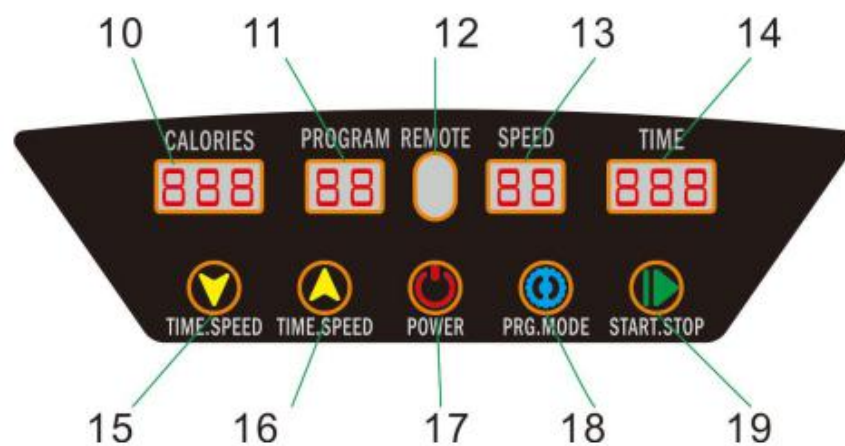 10 11 12 13 14
CALORIES PROGRAM REMOTE SPEED TIME
888 88 88 888
TIME.SPEED TIME.SPEED POWER PRG.MODE START.STOP
15 16 17 18 19